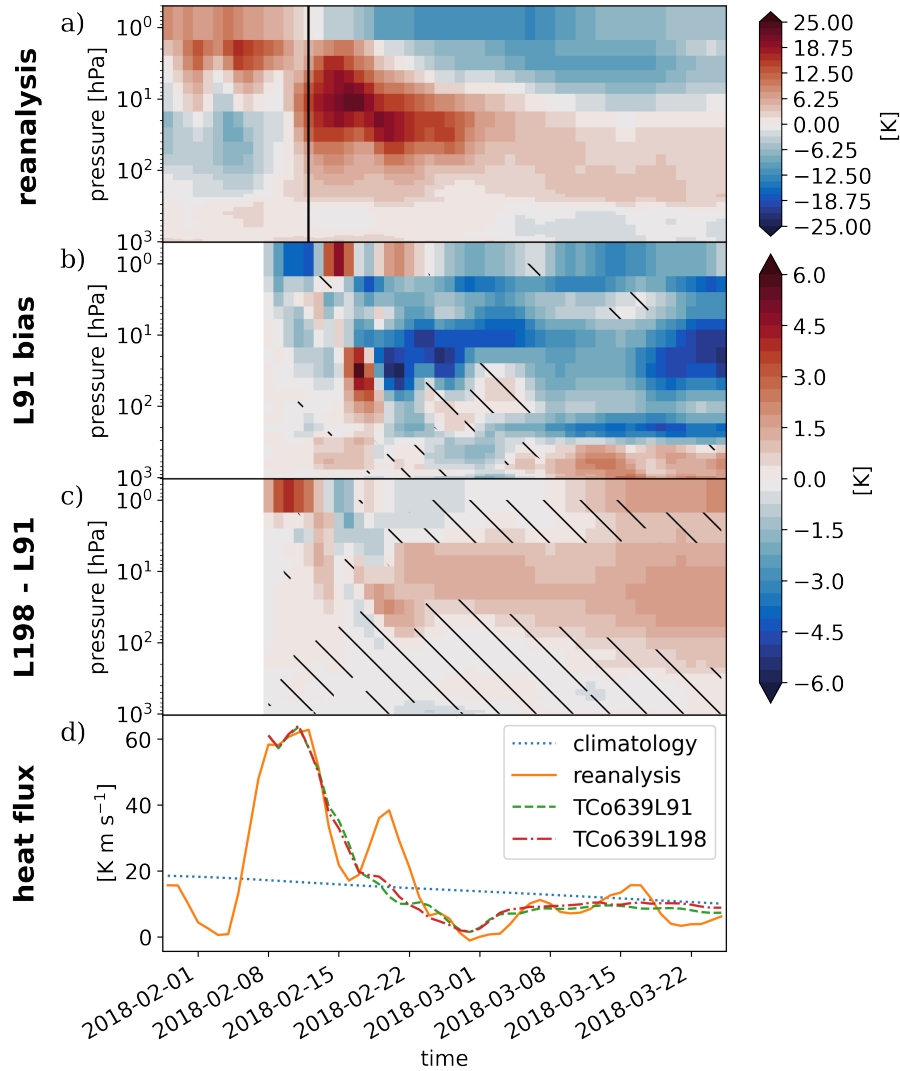 a)
reanalysis
pressure [hPa]
10⁰
10¹
10²
10³
25.00
18.75
12.50
6.25
0.00
−6.25
−12.50
−18.75
−25.00
[K]
b)
L91 bias
pressure [hPa]
10⁰
10¹
10²
10³
6.0
4.5
3.0
1.5
0.0
−1.5
−3.0
−4.5
−6.0
[K]
c)
L198 - L91
pressure [hPa]
10⁰
10¹
10²
10³
d)
heat flux
[K m s⁻¹]
60
40
20
0
climatology
reanalysis
TCo639L91
TCo639L198
2018-02-01
2018-02-08
2018-02-15
2018-02-22
2018-03-01
2018-03-08
2018-03-15
2018-03-22
time